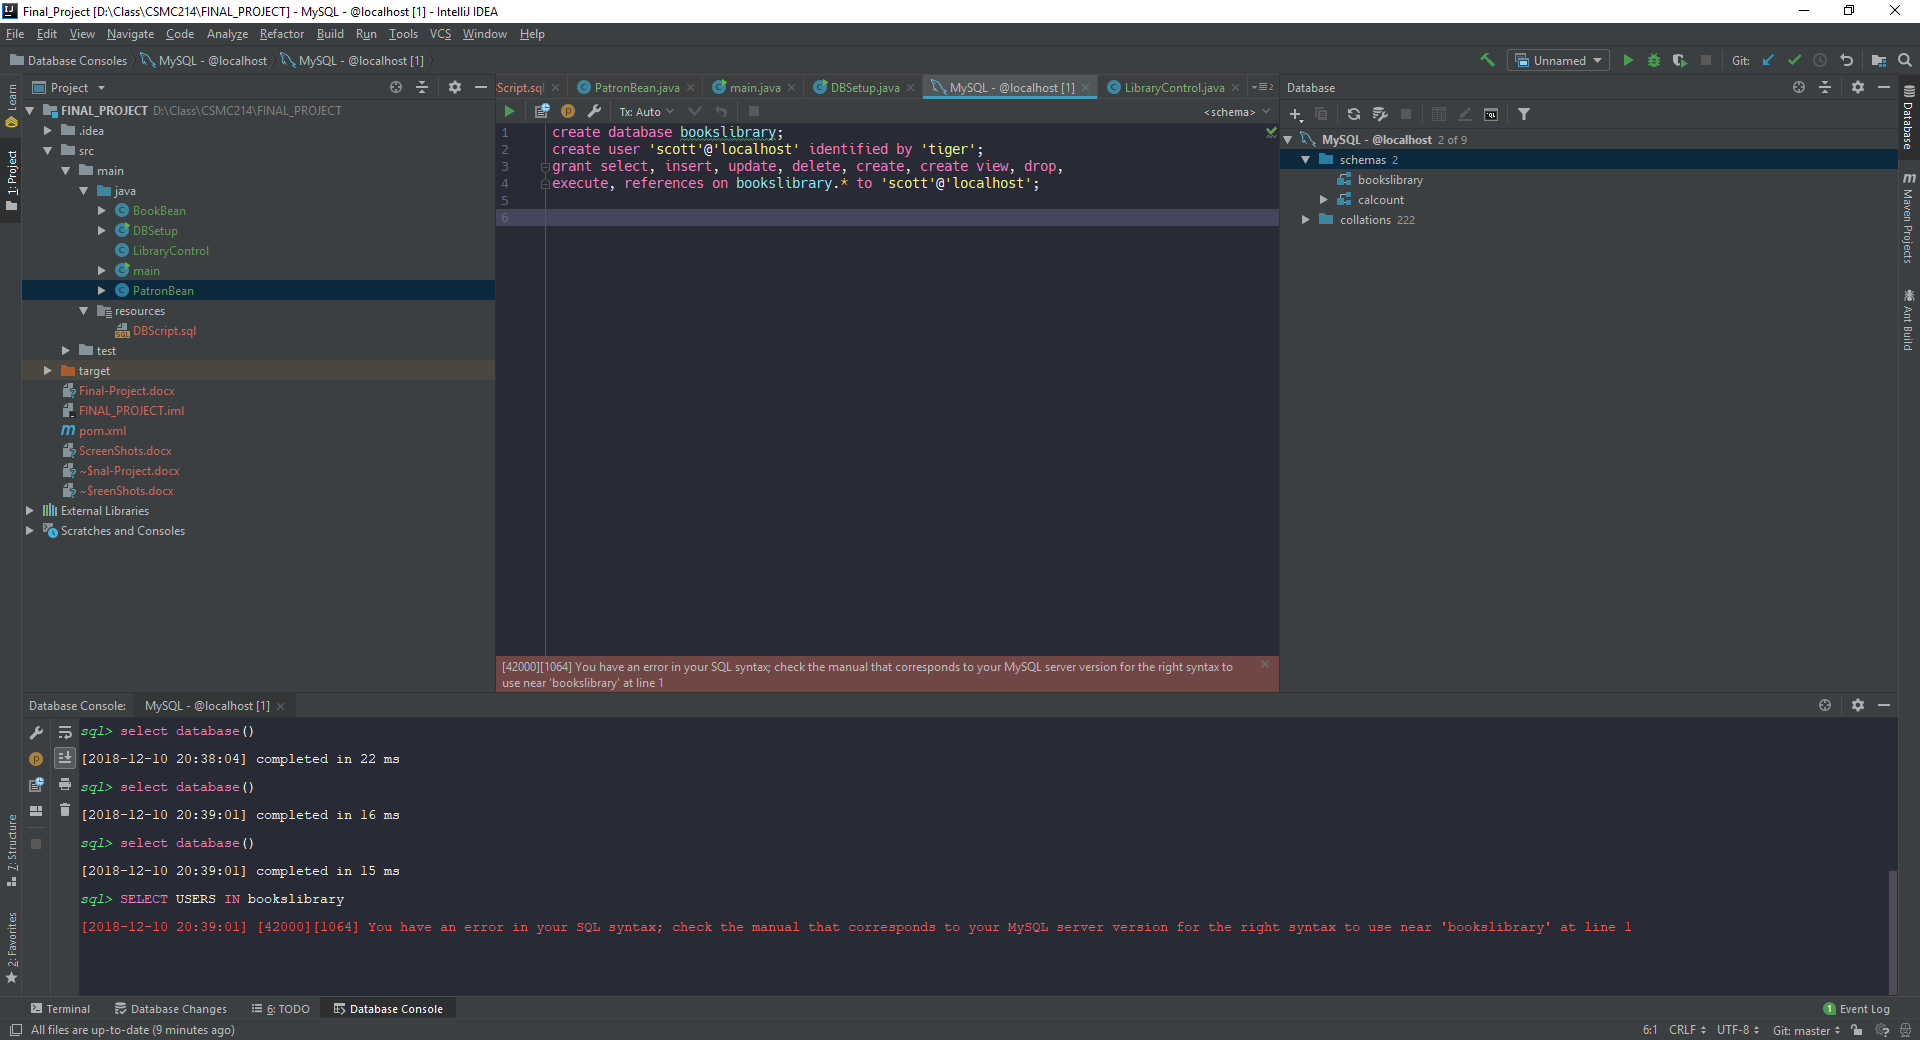 Final_Project [D:\Class\CSMC214\FINAL_PROJECT] - MySQL - @localhost [1] - IntelliJ IDEA
File Edit View Navigate Code Analyze Refactor Build Run Tools VCS Window Help
Database Consoles MySQL - @localhost MySQL - @localhost [1] Unnamed Git:
Learn
1: Project
7: Structure
2: Favorites
Project
FINAL_PROJECT D:\Class\CSMC214\FINAL_PROJECT
.idea
src
main
java
BookBean
DBSetup
LibraryControl
main
PatronBean
resources
DBScript.sql
test
target
Final-Project.docx
FINAL_PROJECT.iml
pom.xml
ScreenShots.docx
~$nal-Project.docx
~$reenShots.docx
External Libraries
Scratches and Consoles
Script.sql PatronBean.java main.java DBSetup.java MySQL - @localhost [1] LibraryControl.java
Tx: Auto <schema>
1 create database bookslibrary;
2 create user 'scott'@'localhost' identified by 'tiger';
3 grant select, insert, update, delete, create, create view, drop,
4 execute, references on bookslibrary.* to 'scott'@'localhost';
5
6
[42000][1064] You have an error in your SQL syntax; check the manual that corresponds to your MySQL server version for the right syntax to
use near 'bookslibrary' at line 1
Database
MySQL - @localhost 2 of 9
schemas 2
bookslibrary
calcount
collations 222
Database
Maven Projects
Ant Build
Database Console: MySQL - @localhost [1]
sql> select database()
[2018-12-10 20:38:04] completed in 22 ms
sql> select database()
[2018-12-10 20:39:01] completed in 16 ms
sql> select database()
[2018-12-10 20:39:01] completed in 15 ms
sql> SELECT USERS IN bookslibrary
[2018-12-10 20:39:01] [42000][1064] You have an error in your SQL syntax; check the manual that corresponds to your MySQL server version for the right syntax to use near 'bookslibrary' at line 1
Terminal Database Changes 6: TODO Database Console 1 Event Log
All files are up-to-date (9 minutes ago) 6:1 CRLF UTF-8 Git: master